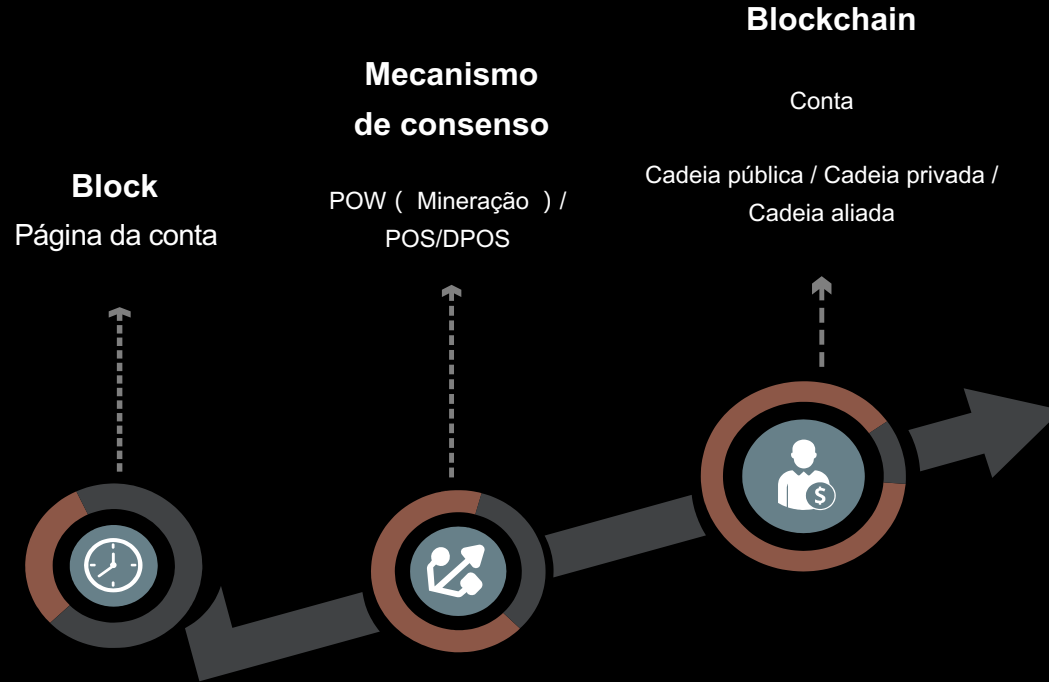 Block
Página da conta
Mecanismo
de consenso
POW ( Mineração ) /
POS/DPOS
Blockchain
Conta
Cadeia pública / Cadeia privada /
Cadeia aliada
$